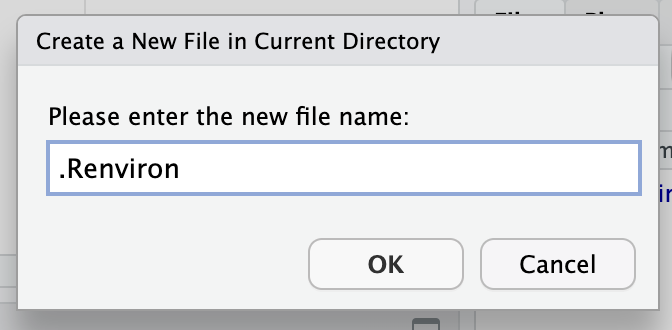 Create a New File in Current Directory
Please enter the new file name:
.Renviron
OK
Cancel